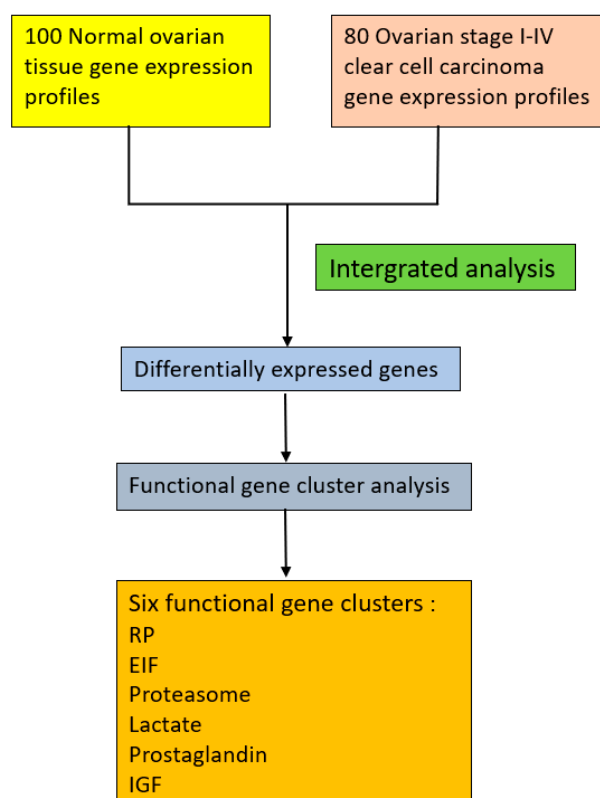 100 Normal ovarian
tissue gene expression
profiles
80 Ovarian stage I-IV
clear cell carcinoma
gene expression profiles
Intergrated analysis
Differentially expressed genes
Functional gene cluster analysis
Six functional gene clusters :
RP
EIF
Proteasome
Lactate
Prostaglandin
IGF